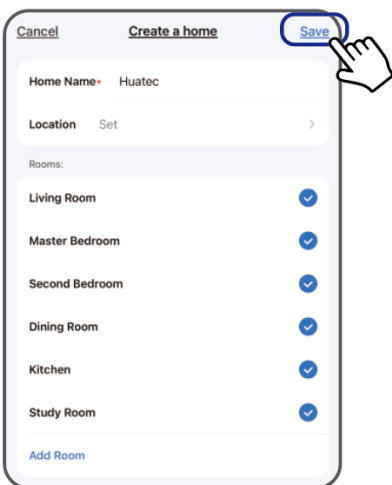 Cancel Create a home Save
Home Name• Huatec
Location Set
Rooms:
Living Room
Master Bedroom
Second Bedroom
Dining Room
Kitchen
Study Room
Add Room